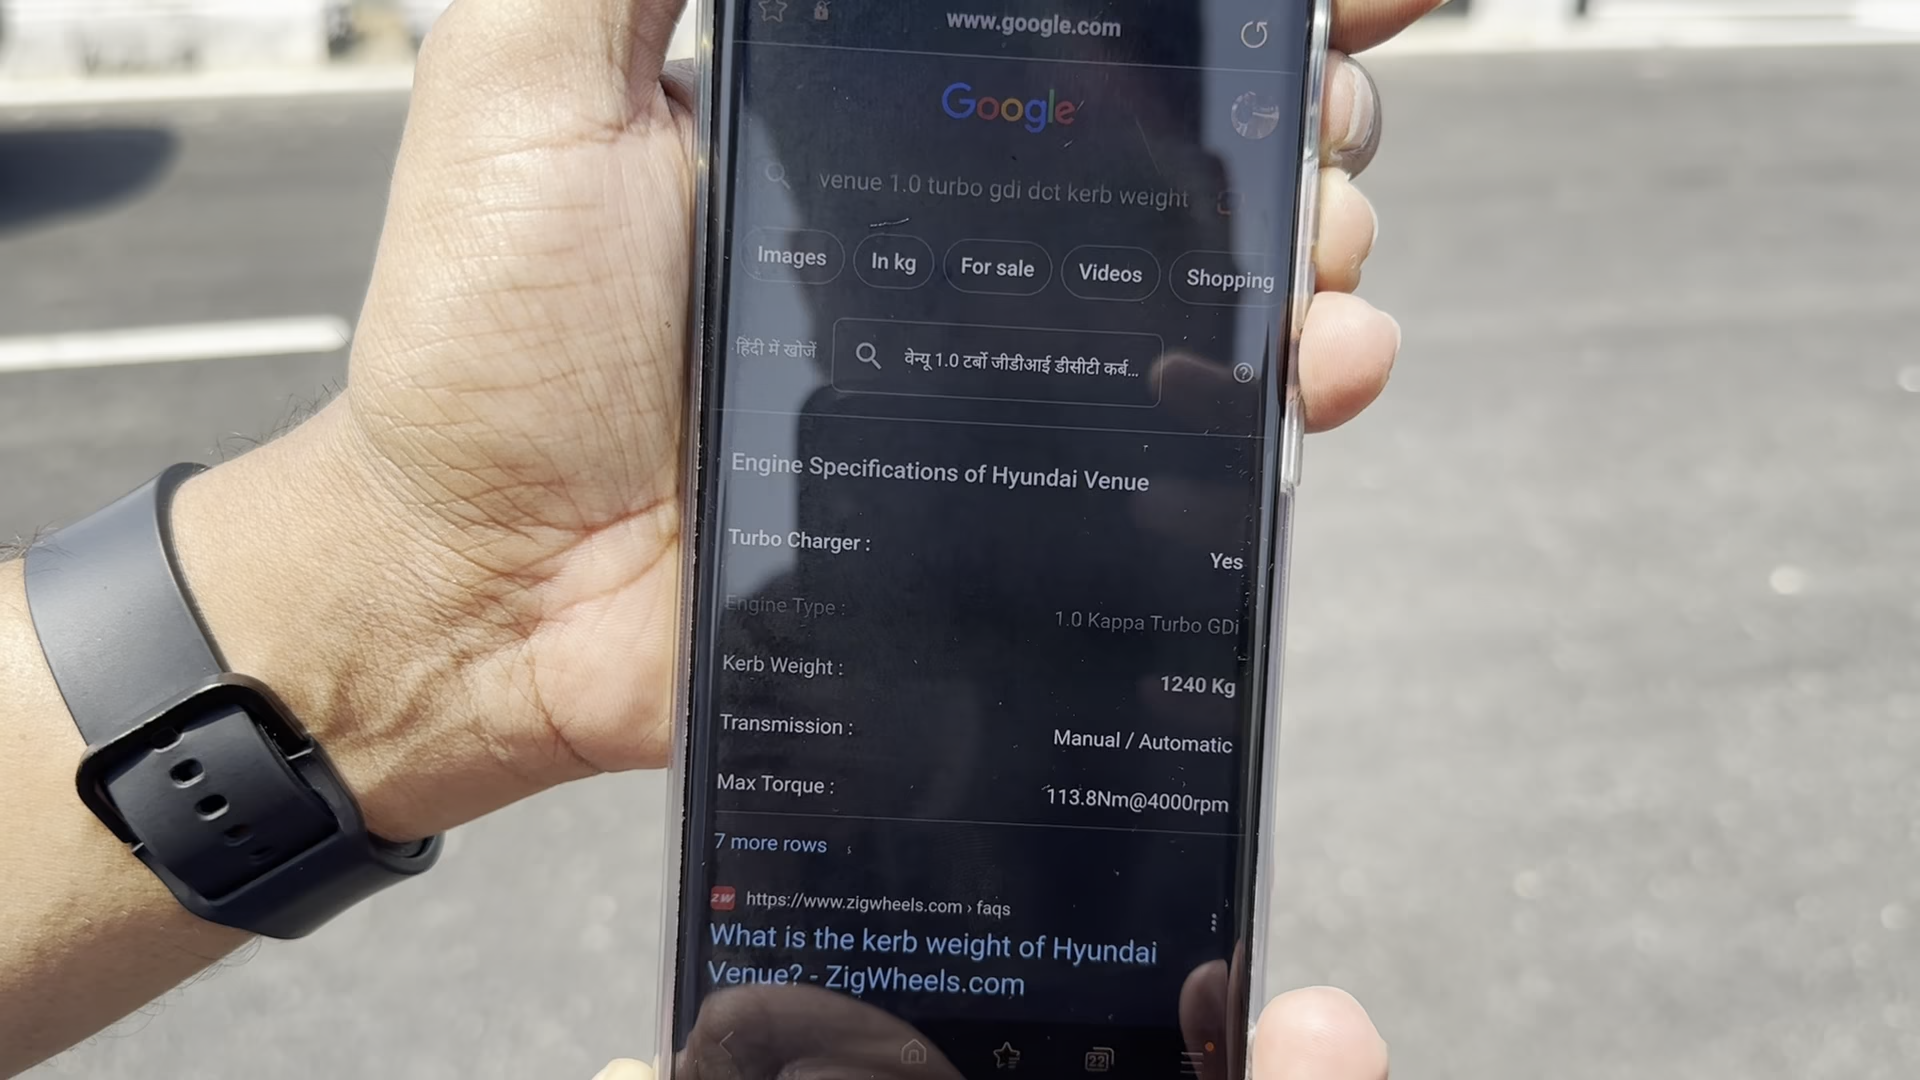 www.google.com
Google
venue 1.0 turbo gdi dct kerb weight
Images In kg For sale Videos Shopping
हिंदी में खोजें वेन्यू 1.0 टर्बो जीडीआई डीसीटी कर्ब...
Engine Specifications of Hyundai Venue
Turbo Charger : Yes
Engine Type : 1.0 Kappa Turbo GDi
Kerb Weight : 1240 Kg
Transmission : Manual / Automatic
Max Torque : 113.8Nm@4000rpm
7 more rows
ZW https://www.zigwheels.com › faqs
What is the kerb weight of Hyundai
Venue? - ZigWheels.com
22